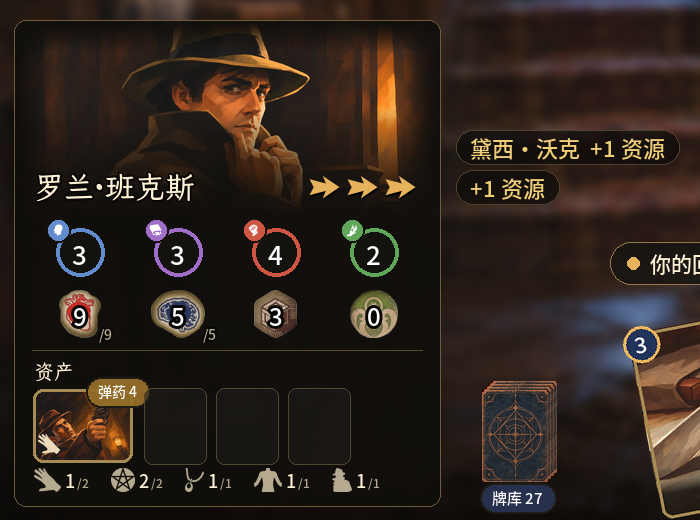 罗兰·班克斯
3 3 4 2
9/9 5/5 3 0
资产
弹药 4
1/2 2/2 1/1 1/1 1/1
黛西·沃克 +1 资源
+1 资源
你的回
3
牌库 27